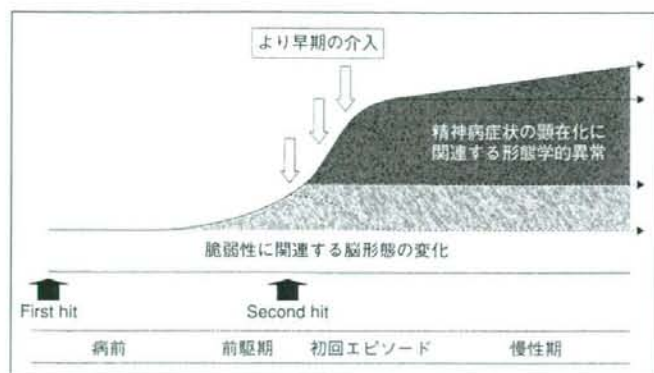 より早期の介入
精神病症状の顕在化に
関連する形態学的異常
脆弱性に関連する脳形態の変化
First hit
Second hit
病前
前駆期
初回エピソード
慢性期